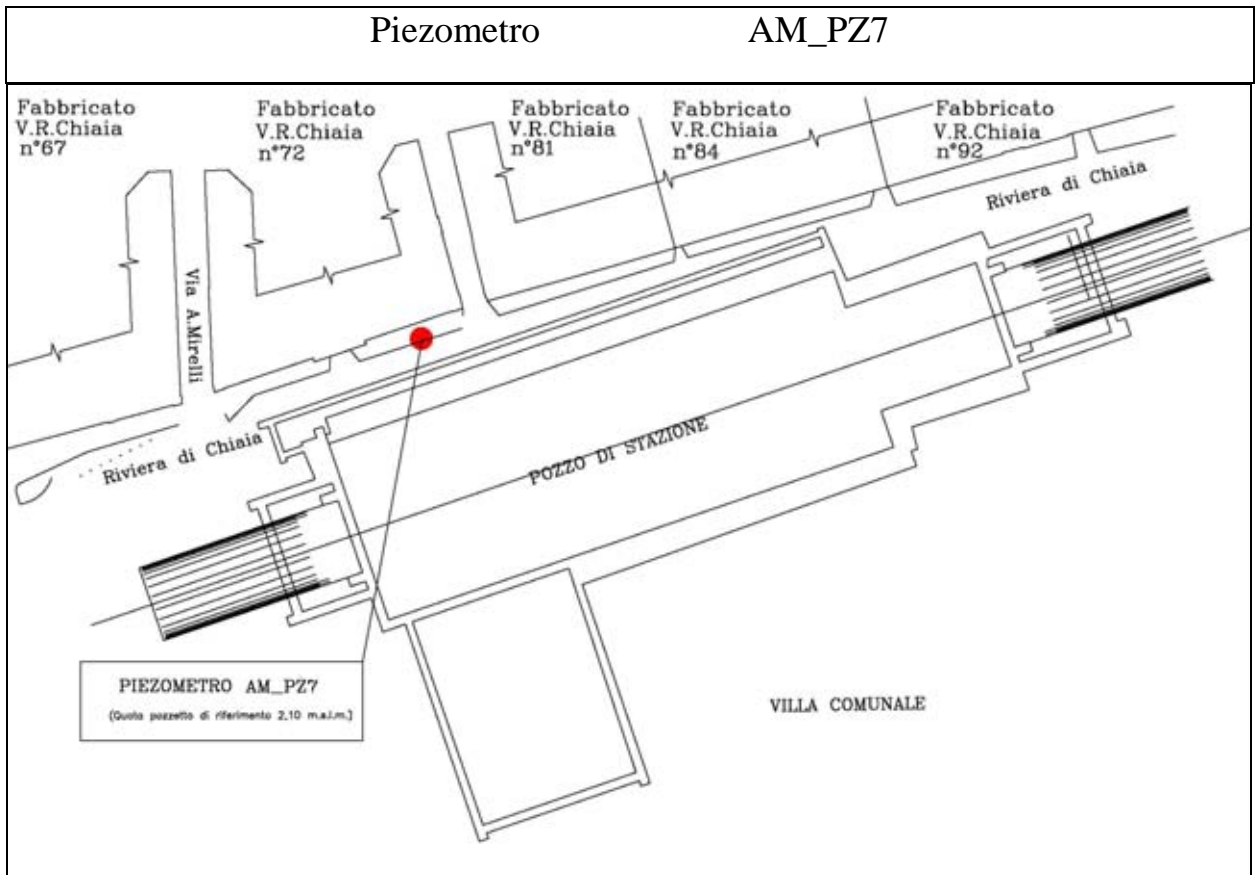 Piezometro AM_PZ7
Fabbricato
V.R.Chiaia
n°67
Fabbricato
V.R.Chiaia
n°72
Fabbricato
V.R.Chiaia
n°81
Fabbricato
V.R.Chiaia
n°84
Fabbricato
V.R.Chiaia
n°92
Riviera di Chiaia
Via A.Mirelli
Riviera di Chiaia
POZZO DI STAZIONE
PIEZOMETRO AM_PZ7
(Quota pozzetto di riferimento 2,10 m.s.l.m.)
VILLA COMUNALE